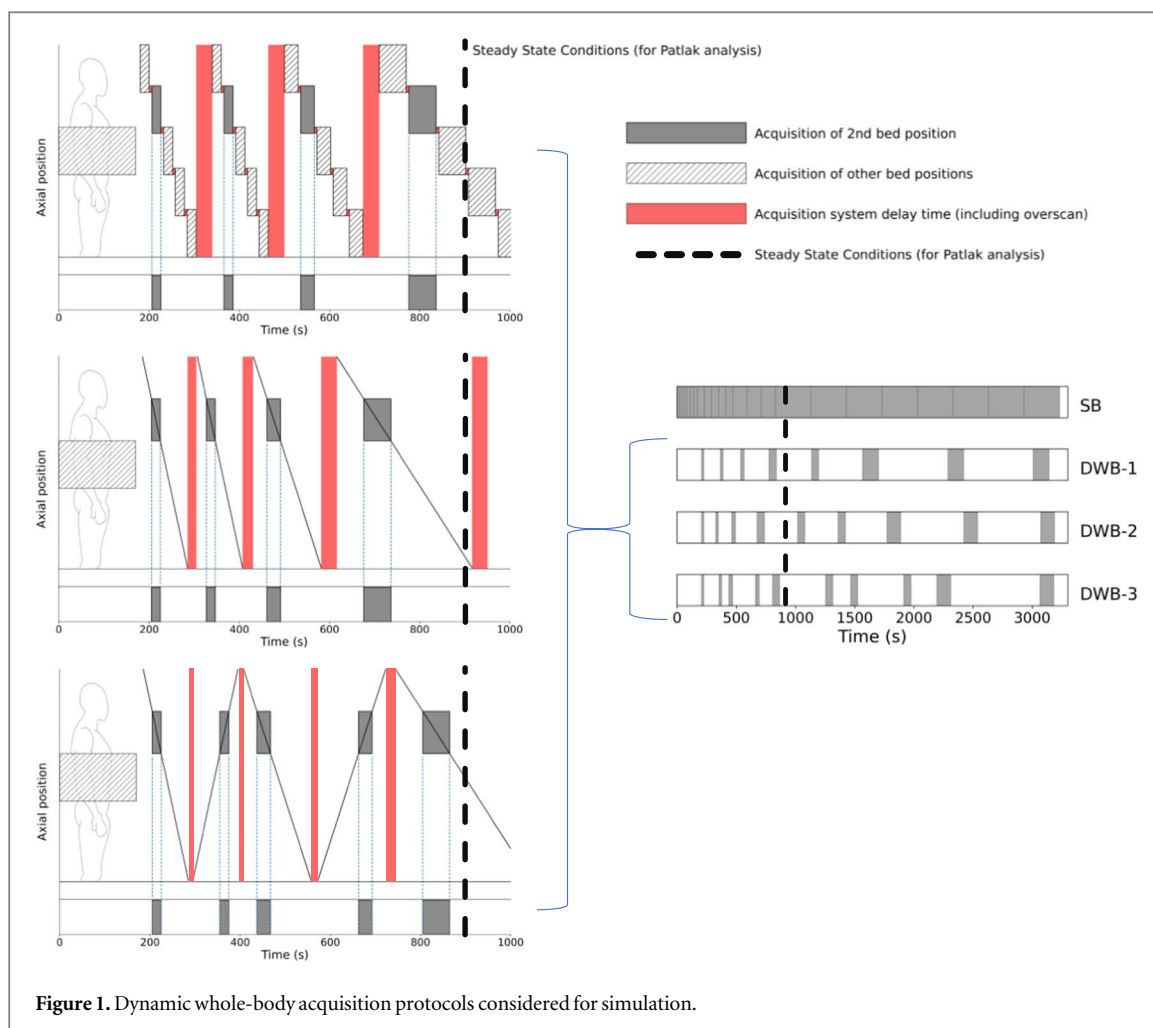 Steady State Conditions (for Patlak analysis)
Axial position
0 200 400 600 800 1000
Time (s)
Acquisition of 2nd bed position
Acquisition of other bed positions
Acquisition system delay time (including overscan)
Steady State Conditions (for Patlak analysis)
Axial position
0 200 400 600 800 1000
Time (s)
SB
DWB-1
DWB-2
DWB-3
0 500 1000 1500 2000 2500 3000
Time (s)
Axial position
0 200 400 600 800 1000
Time (s)
Figure 1. Dynamic whole-body acquisition protocols considered for simulation.